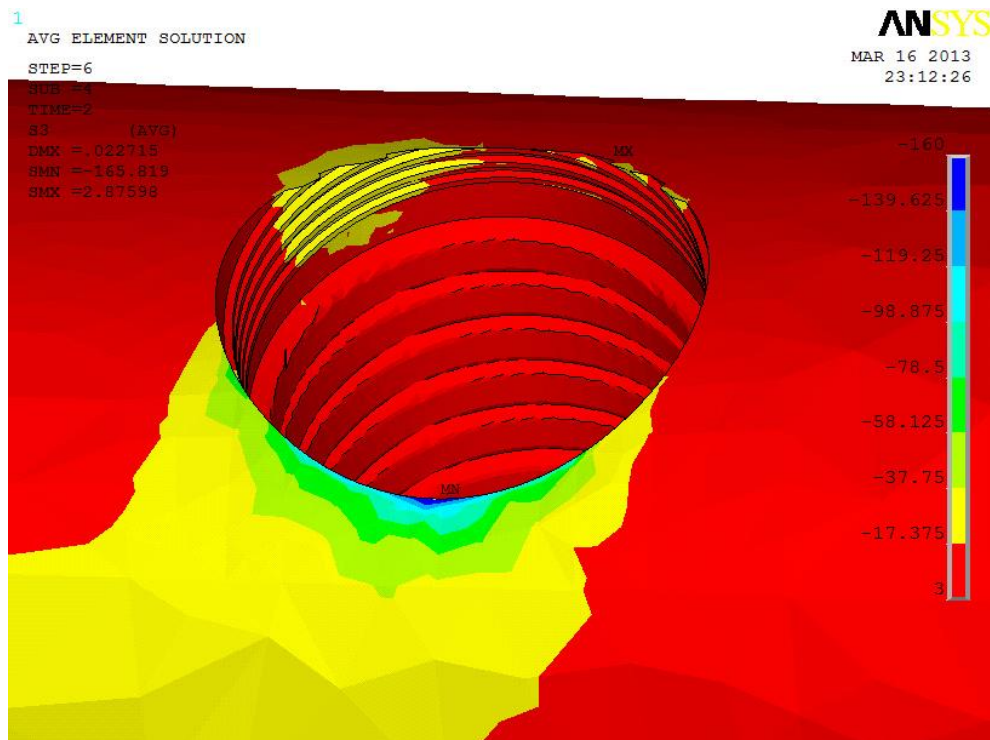 1
AVG ELEMENT SOLUTION
STEP=6
SUB =4
TIME=2
S3 (AVG)
DMX =.022715
SMN =-165.819
SMX =2.87598
ANSYS
MAR 16 2013
23:12:26
MX
MN
-160
-139.625
-119.25
-98.875
-78.5
-58.125
-37.75
-17.375
3